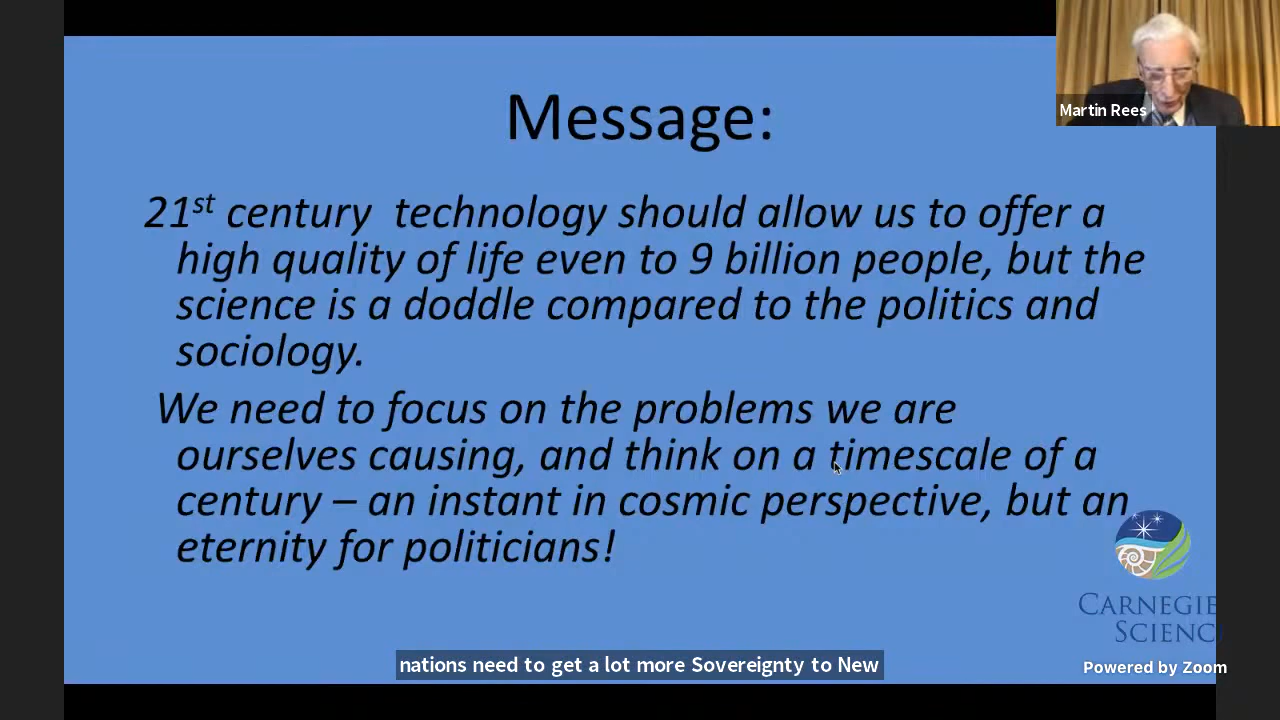 Message:
Martin Rees
21st century technology should allow us to offer a
high quality of life even to 9 billion people, but the
science is a doddle compared to the politics and
sociology.
We need to focus on the problems we are
ourselves causing, and think on a timescale of a
century – an instant in cosmic perspective, but an
eternity for politicians!
CARNEGIE
SCIENC
nations need to get a lot more Sovereignty to New
Powered by Zoom